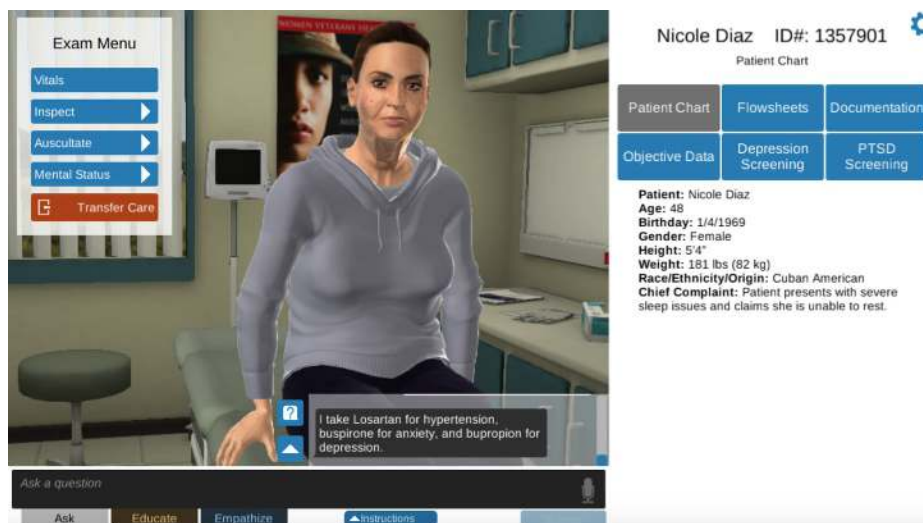 WOMEN VETERANS HEALTH
Exam Menu
Vitals
Inspect
Auscultate
Mental Status
Transfer Care
I take Losartan for hypertension,
buspirone for anxiety, and bupropion for
depression.
?
Ask a question
Ask
Educate
Empathize
Instructions
Nicole Diaz ID#: 1357901
Patient Chart
Patient Chart
Flowsheets
Documentation
Objective Data
Depression
Screening
PTSD
Screening
Patient: Nicole Diaz
Age: 48
Birthday: 1/4/1969
Gender: Female
Height: 5'4"
Weight: 181 lbs (82 kg)
Race/Ethnicity/Origin: Cuban American
Chief Complaint: Patient presents with severe
sleep issues and claims she is unable to rest.